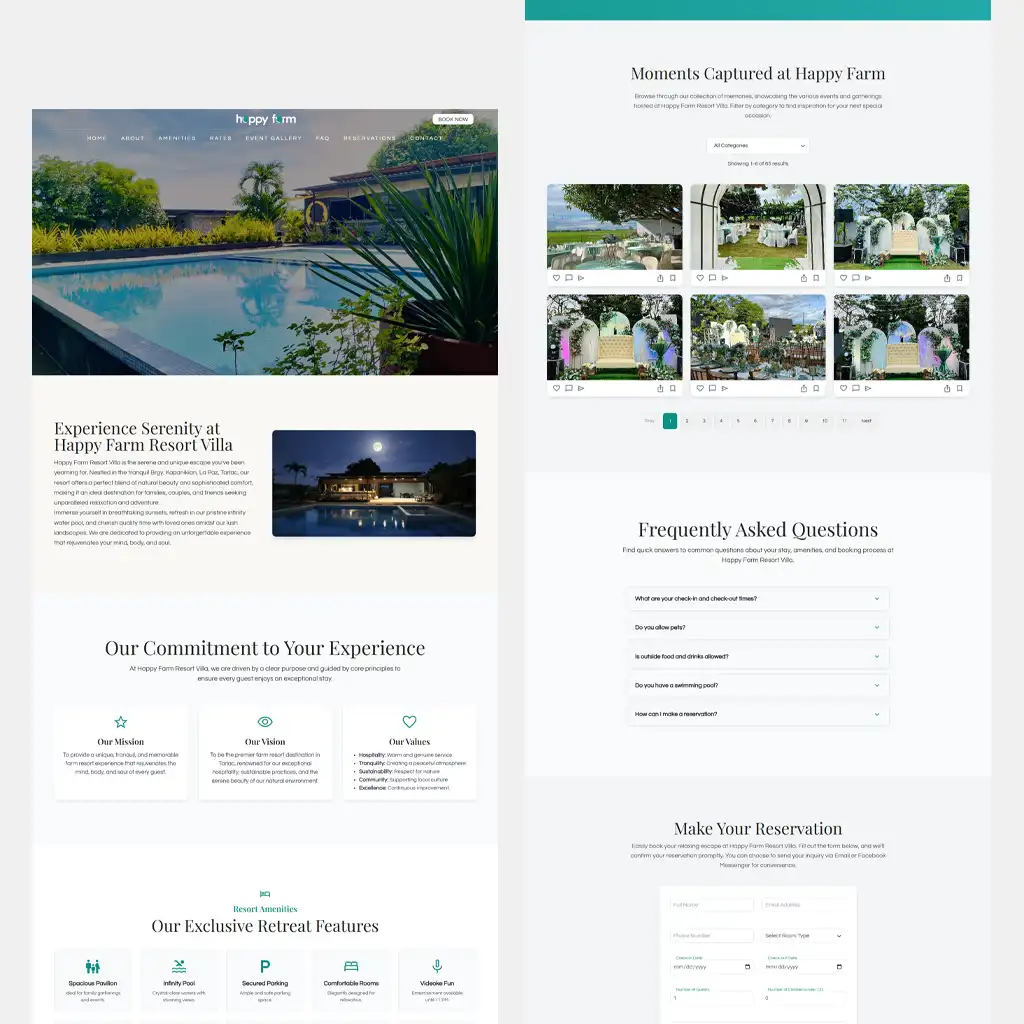 happy farm
BOOK NOW
HOME ABOUT AMENITIES RATES EVENT GALLERY FAQ RESERVATIONS CONTACT
Experience Serenity at
Happy Farm Resort Villa
Happy Farm Resort Villa is the serene and unique escape you've been
yearning for. Nestled in the tranquil Brgy. Kapanikian, La Paz, Tarlac, our
resort offers a perfect blend of natural beauty and sophisticated comfort,
making it an ideal destination for families, couples, and friends seeking
unparalleled relaxation and adventure.
Immerse yourself in breathtaking sunsets, refresh in our pristine infinity
water pool, and cherish quality time with loved ones amidst our lush
landscapes. We are dedicated to providing an unforgettable experience
that rejuvenates your mind, body, and soul.
Our Commitment to Your Experience
At Happy Farm Resort Villa, we are driven by a clear purpose and guided by core principles to
ensure every guest enjoys an exceptional stay.
Our Mission
To provide a unique, tranquil, and memorable
farm resort experience that rejuvenates the
mind, body, and soul of every guest.
Our Vision
To be the premier farm resort destination in
Tarlac, renowned for our exceptional
hospitality, sustainable practices, and the
serene beauty of our natural environment.
Our Values
• Hospitality: Warm and genuine service.
• Tranquility: Creating a peaceful atmosphere.
• Sustainability: Respect for nature
• Community: Supporting local culture
• Excellence: Continuous improvement.
Resort Amenities
Our Exclusive Retreat Features
Spacious Pavilion
Ideal for family gatherings
and events.
Infinity Pool
Crystal-clear waters with
stunning views.
Secured Parking
Ample and safe parking
space.
Comfortable Rooms
Elegantly designed for
relaxation.
Videoke Fun
Entertainment available
until 11 PM.
Moments Captured at Happy Farm
Browse through our collection of memories, showcasing the various events and gatherings
hosted at Happy Farm Resort Villa. Filter by category to find inspiration for your next special
occasion.
All Categories
Showing 1-6 of 65 results
Prev 1 2 3 4 5 6 7 8 9 10 11 Next
Frequently Asked Questions
Find quick answers to common questions about your stay, amenities, and booking process at
Happy Farm Resort Villa.
What are your check-in and check-out times?
Do you allow pets?
Is outside food and drinks allowed?
Do you have a swimming pool?
How can I make a reservation?
Make Your Reservation
Easily book your relaxing escape at Happy Farm Resort Villa. Fill out the form below, and we'll
confirm your reservation promptly. You can choose to send your inquiry via Email or Facebook
Messenger for convenience.
Full Name
Email Address
Phone Number
Select Room Type
Check-in Date
mm/dd/yyyy
Check-out Date
mm/dd/yyyy
Number of Guests
1
Number of Children
0